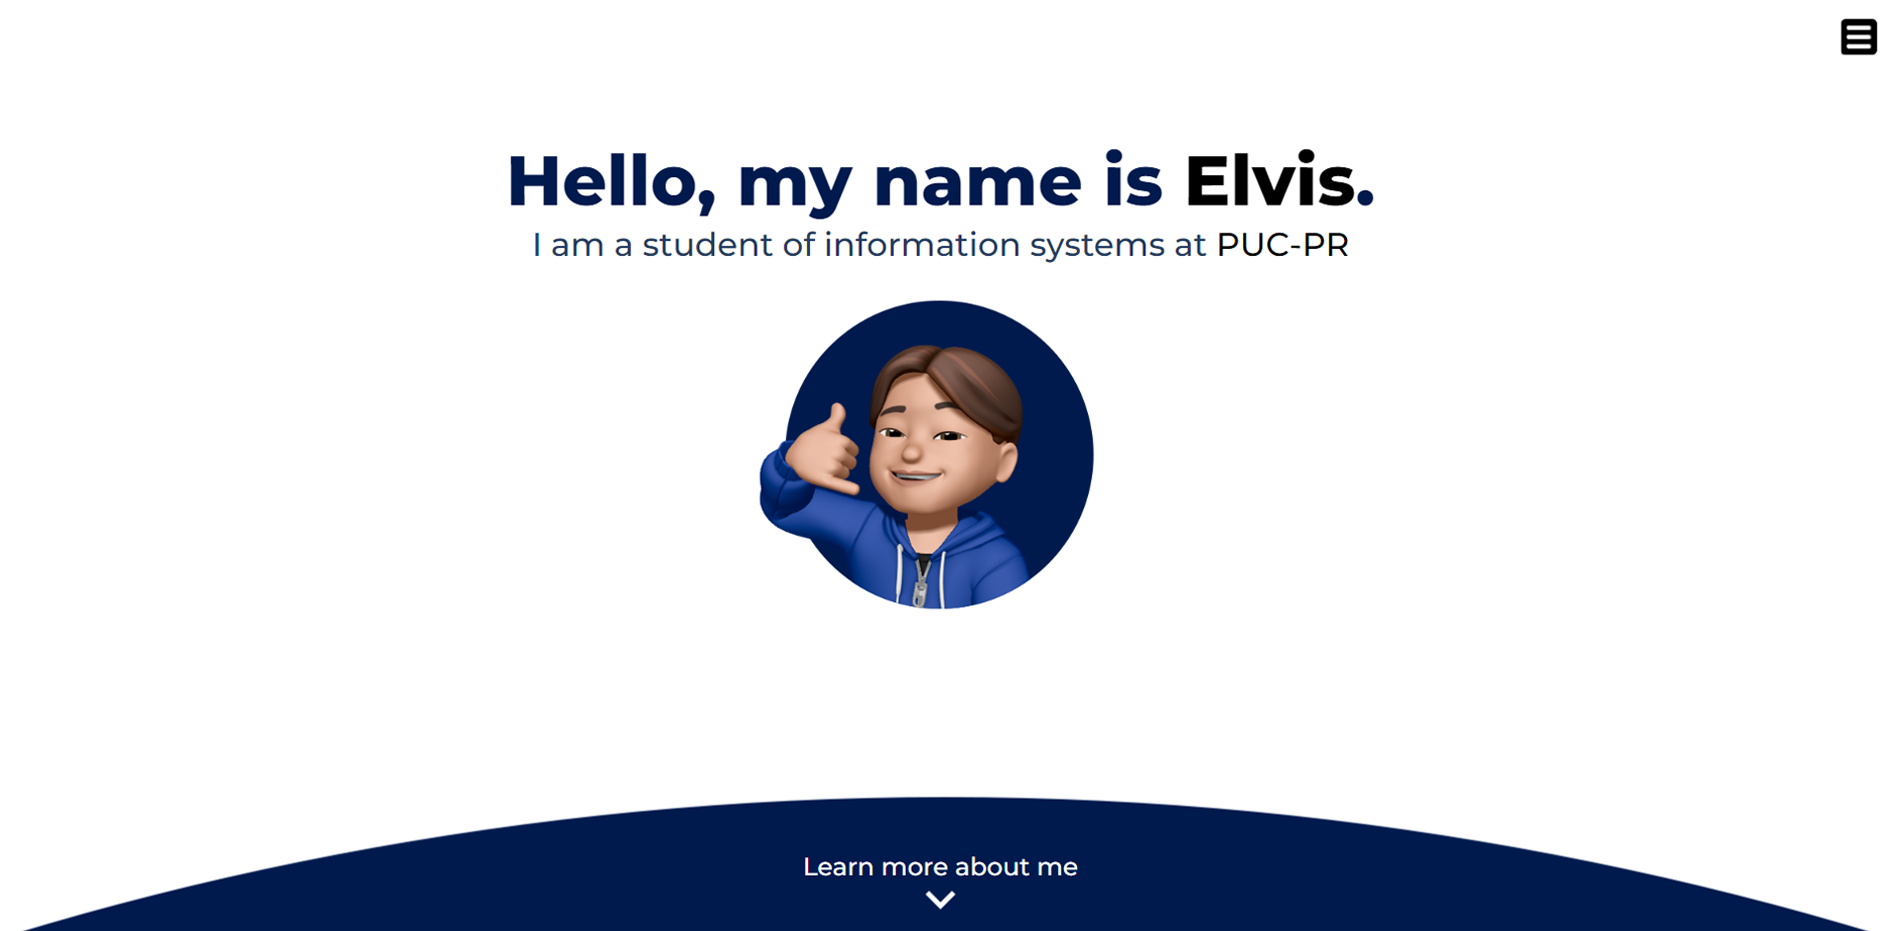 Hello, my name is Elvis.
I am a student of information systems at PUC-PR
Learn more about me